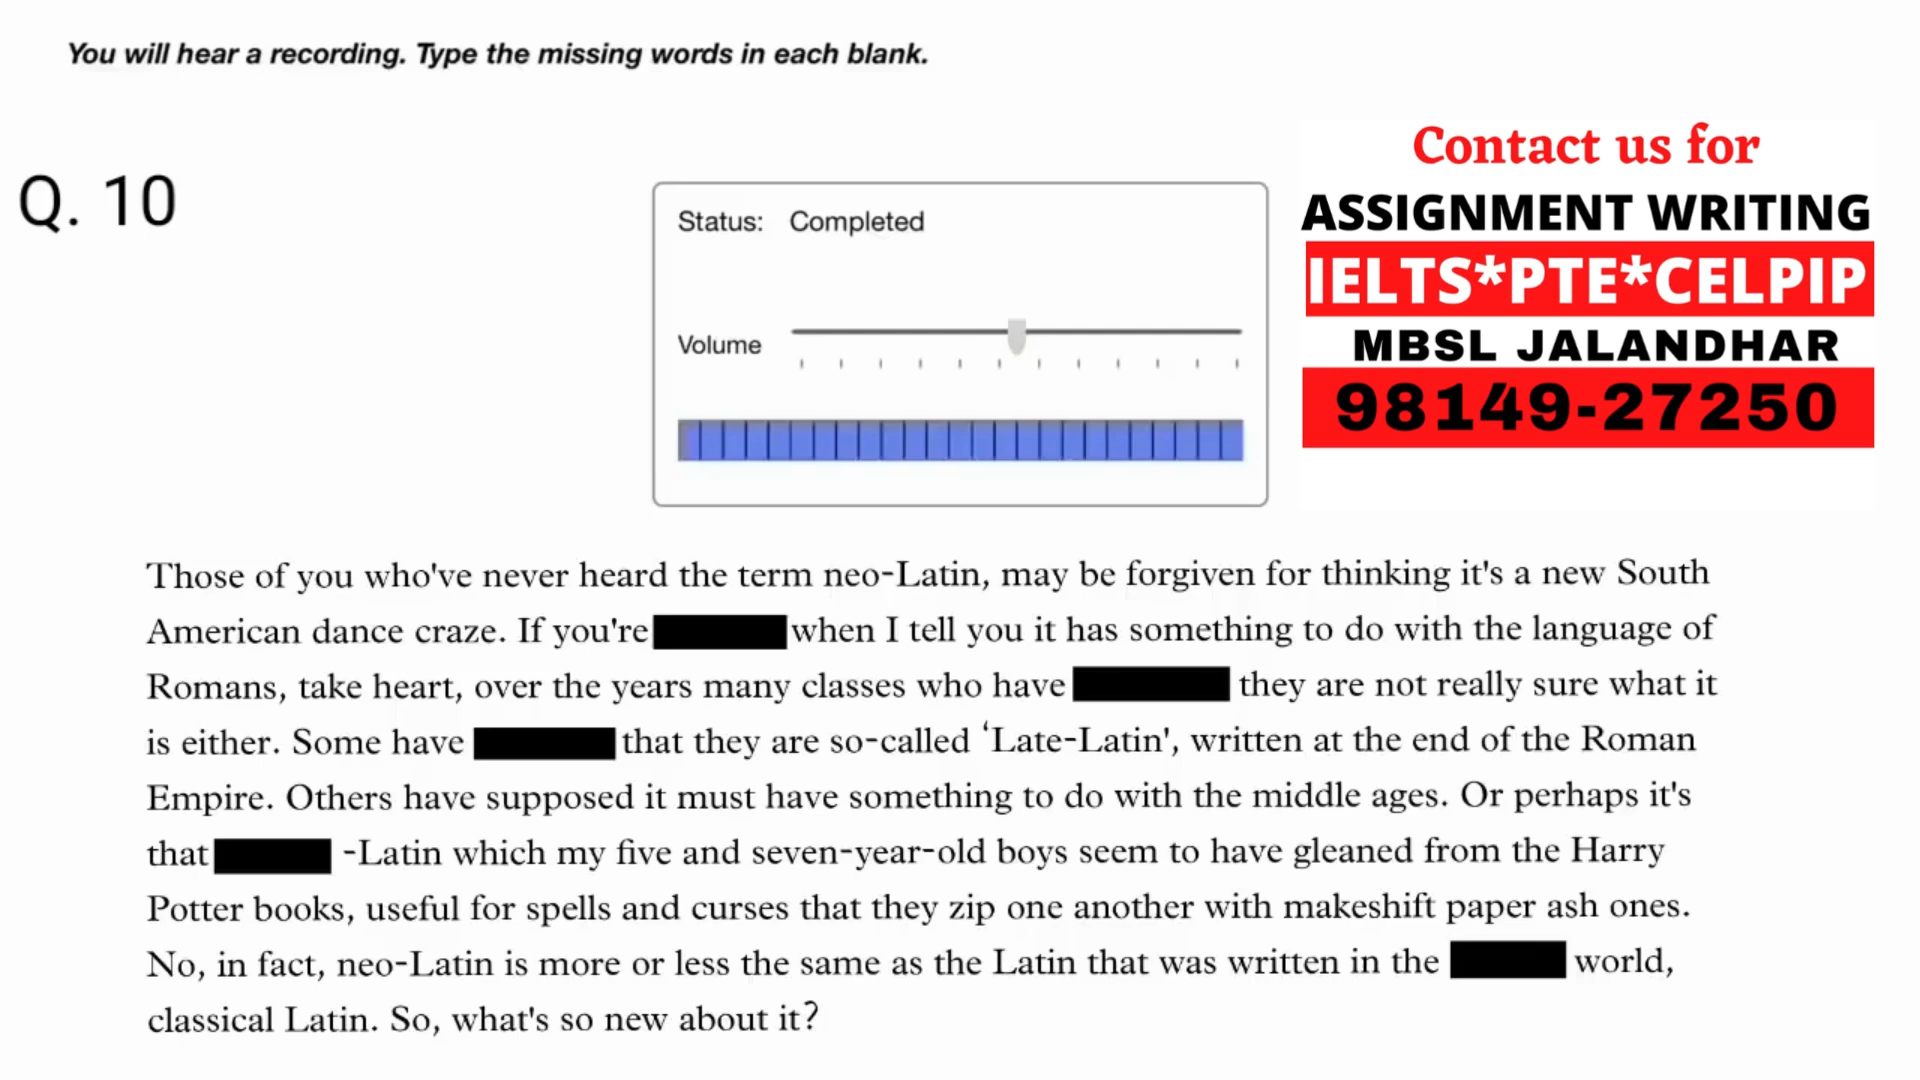 You will hear a recording. Type the missing words in each blank.
Q. 10
Status: Completed
Volume
Contact us for
ASSIGNMENT WRITING
IELTS*PTE*CELPIP
MBSL JALANDHAR
98149-27250
Those of you who've never heard the term neo-Latin, may be forgiven for thinking it's a new South
American dance craze. If you're when I tell you it has something to do with the language of
Romans, take heart, over the years many classes who have they are not really sure what it
is either. Some have that they are so-called ‘Late-Latin', written at the end of the Roman
Empire. Others have supposed it must have something to do with the middle ages. Or perhaps it's
that -Latin which my five and seven-year-old boys seem to have gleaned from the Harry
Potter books, useful for spells and curses that they zip one another with makeshift paper ash ones.
No, in fact, neo-Latin is more or less the same as the Latin that was written in the world,
classical Latin. So, what's so new about it?